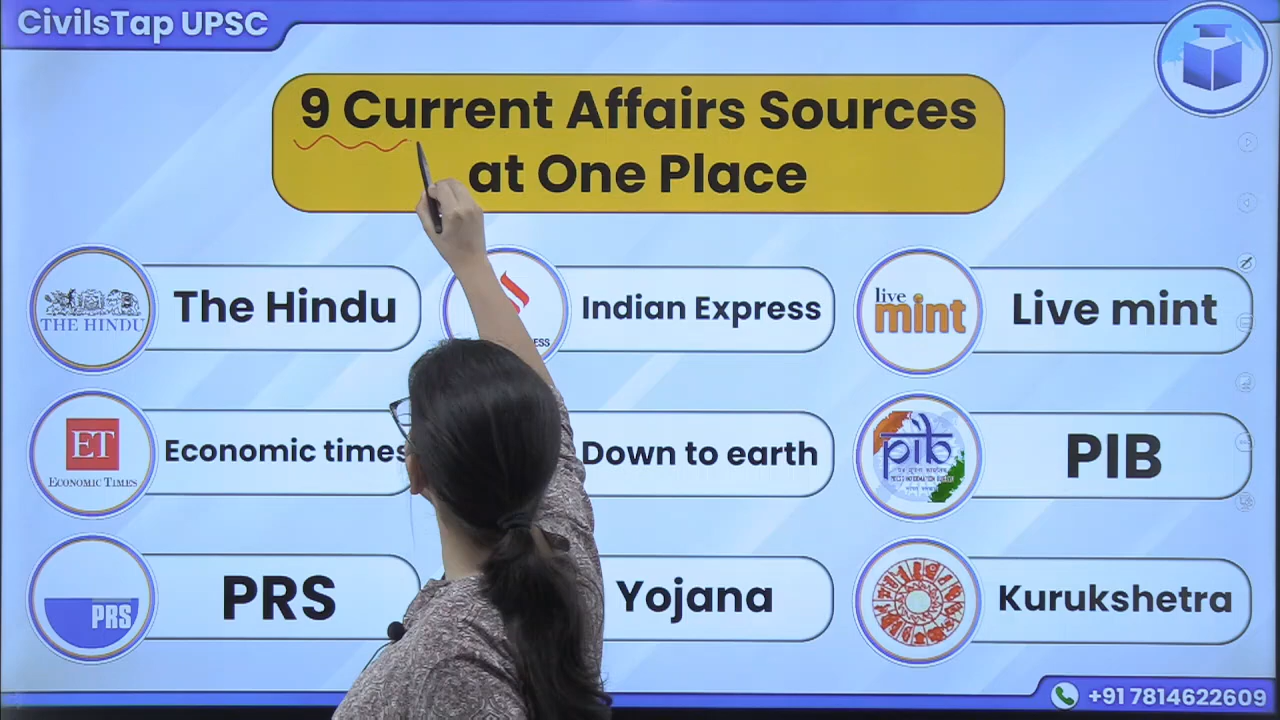 CivilsTap UPSC
9 Current Affairs Sources
at One Place
THE HINDU
The Hindu
ESS
Indian Express
live
mint
Live mint
ET
ECONOMIC TIMES
Economic times
Down to earth
pib
PIB
PRS
PRS
Yojana
Kurukshetra
+91 7814622609